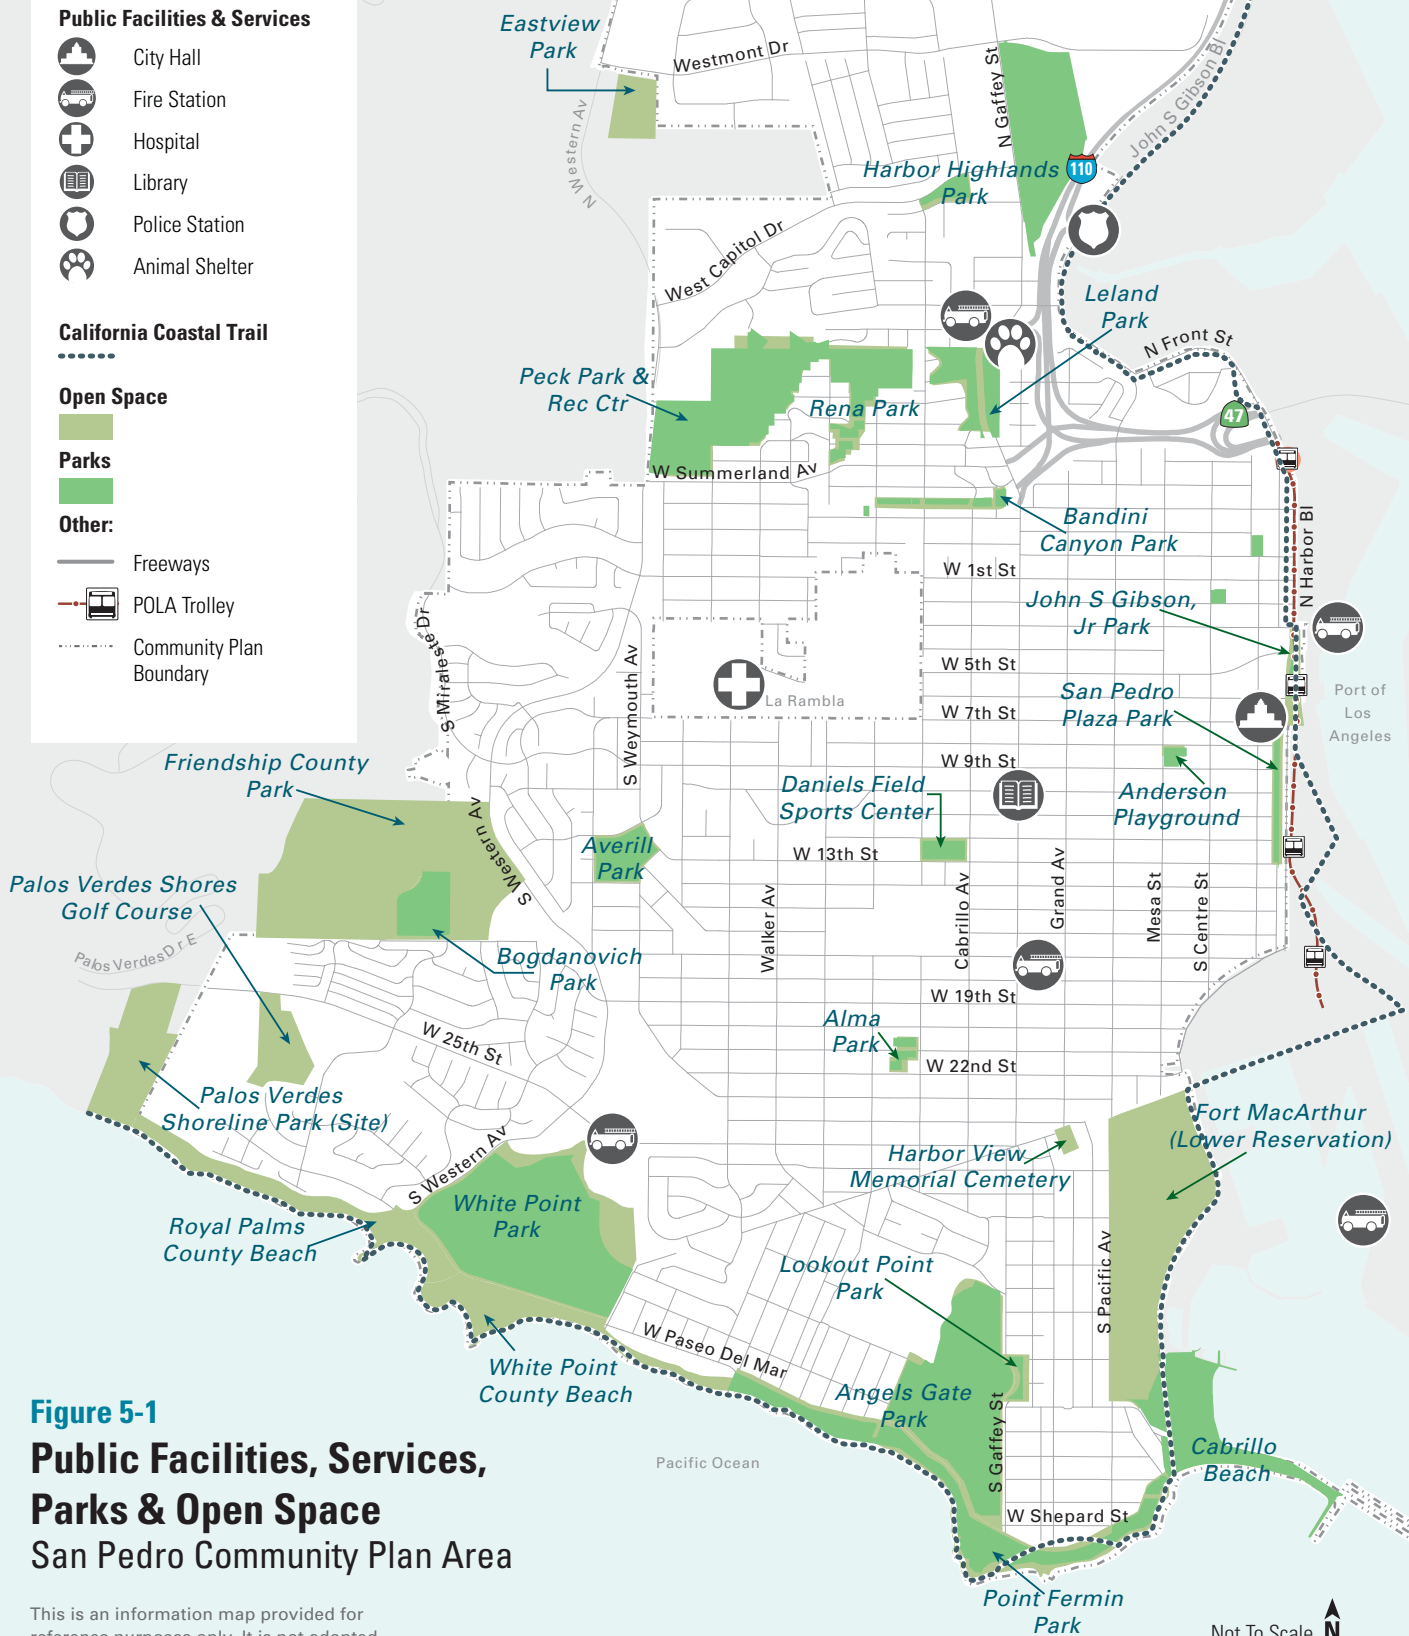 Public Facilities & Services
City Hall
Fire Station
Hospital
Library
Police Station
Animal Shelter
California Coastal Trail
Open Space
Parks
Other:
Freeways
POLA Trolley
Community Plan
Boundary
Eastview
Park
Westmont Dr
N Gaffey St
John S Gibson Bl
N Western Av
110
Harbor Highlands
Park
West Capitol Dr
Leland
Park
N Front St
Peck Park &
Rec Ctr
Rena Park
47
W Summerland Av
Bandini
Canyon Park
N Harbor Bl
W 1st St
John S Gibson,
Jr Park
S Miraleste Dr
S Weymouth Av
W 5th St
La Rambla
San Pedro
Plaza Park
Port of
Los
Angeles
W 7th St
W 9th St
Friendship County
Park
Daniels Field
Sports Center
Anderson
Playground
S Western Av
Averill
Park
W 13th St
Palos Verdes Shores
Golf Course
Walker Av
Cabrillo Av
Grand Av
Mesa St
S Centre St
Palos Verdes Dr E
Bogdanovich
Park
W 19th St
W 25th St
Alma
Park
W 22nd St
Palos Verdes
Shoreline Park (Site)
Fort MacArthur
(Lower Reservation)
S Western Av
Harbor View
Memorial Cemetery
White Point
Park
Royal Palms
County Beach
S Pacific Av
Lookout Point
Park
W Paseo Del Mar
White Point
County Beach
Angels Gate
Park
S Gaffey St
Cabrillo
Beach
Pacific Ocean
W Shepard St
Point Fermin
Park
Figure 5-1
Public Facilities, Services,
Parks & Open Space
San Pedro Community Plan Area
This is an information map provided for
reference purposes only. It is not adopted
Not To Scale
N